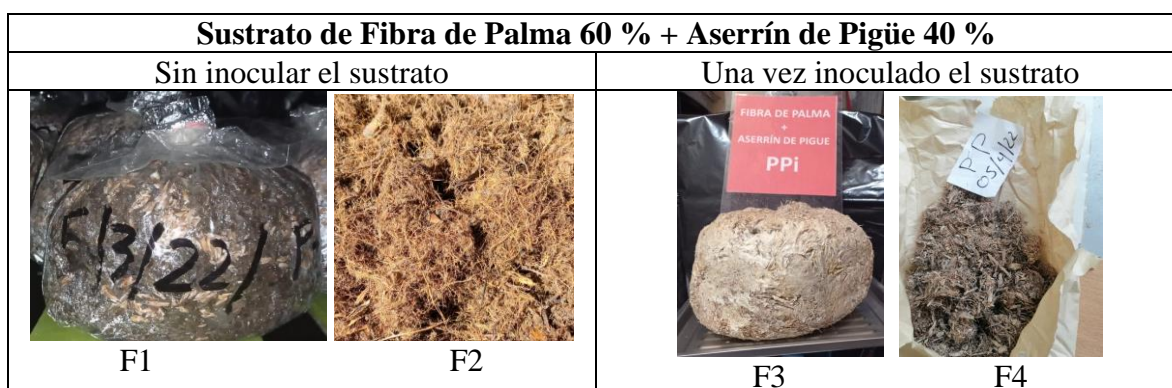 Sustrato de Fibra de Palma 60 % + Aserrín de Pigüe 40 %
Sin inocular el sustrato
Una vez inoculado el sustrato
/3/22/ P.
FIBRA DE PALMA
+
ASERRÍN DE PIGUE
PPi
P P
05/4/22
F1
F2
F3
F4